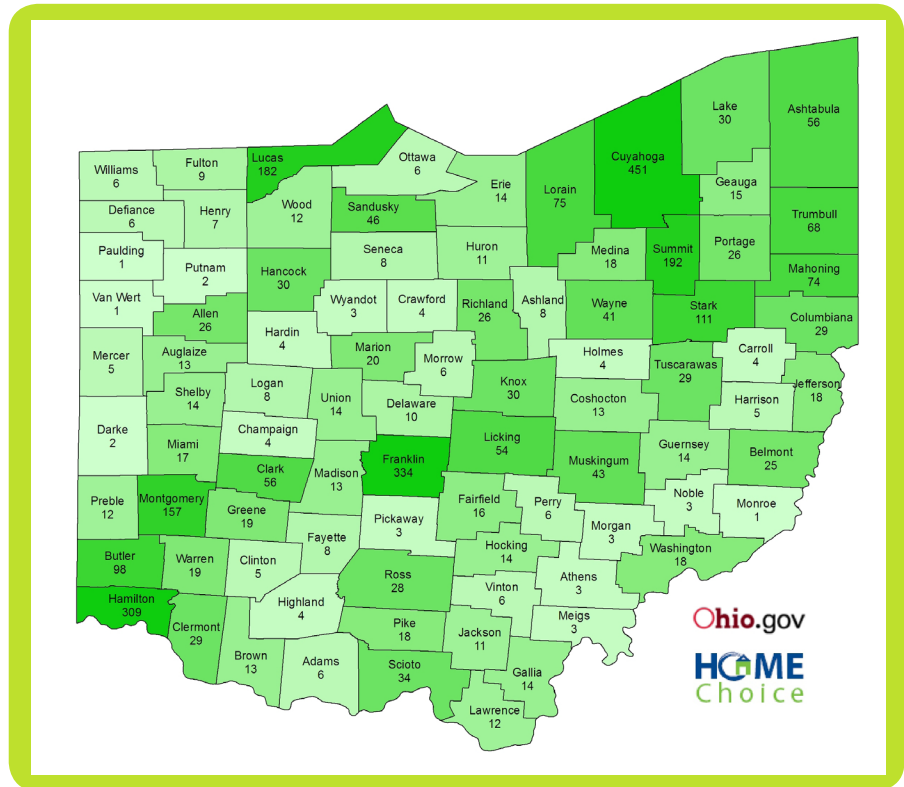 Lake
30
Ashtabula
56
Cuyahoga
451
Lucas
182
Ottawa
6
Fulton
9
Williams
6
Erie
14
Lorain
75
Geauga
15
Wood
12
Sandusky
46
Defiance
6
Henry
7
Trumbull
68
Huron
11
Medina
18
Summit
192
Portage
26
Seneca
8
Paulding
1
Putnam
2
Hancock
30
Mahoning
74
Van Wert
1
Wyandot
3
Crawford
4
Richland
26
Ashland
8
Wayne
41
Stark
111
Allen
26
Columbiana
29
Hardin
4
Mercer
5
Auglaize
13
Marion
20
Morrow
6
Holmes
4
Tuscarawas
29
Carroll
4
Logan
8
Knox
30
Jefferson
18
Shelby
14
Union
14
Delaware
10
Coshocton
13
Harrison
5
Darke
2
Champaign
4
Miami
17
Licking
54
Guernsey
14
Belmont
25
Franklin
334
Muskingum
43
Clark
56
Madison
13
Preble
12
Montgomery
157
Greene
19
Fairfield
16
Perry
6
Noble
3
Monroe
1
Pickaway
3
Morgan
3
Fayette
8
Hocking
14
Washington
18
Butler
98
Warren
19
Clinton
5
Ross
28
Athens
3
Vinton
6
Hamilton
309
Highland
4
Meigs
3
Clermont
29
Pike
18
Jackson
11
Brown
13
Adams
6
Scioto
34
Gallia
14
Lawrence
12
Ohio.gov
HOME
Choice